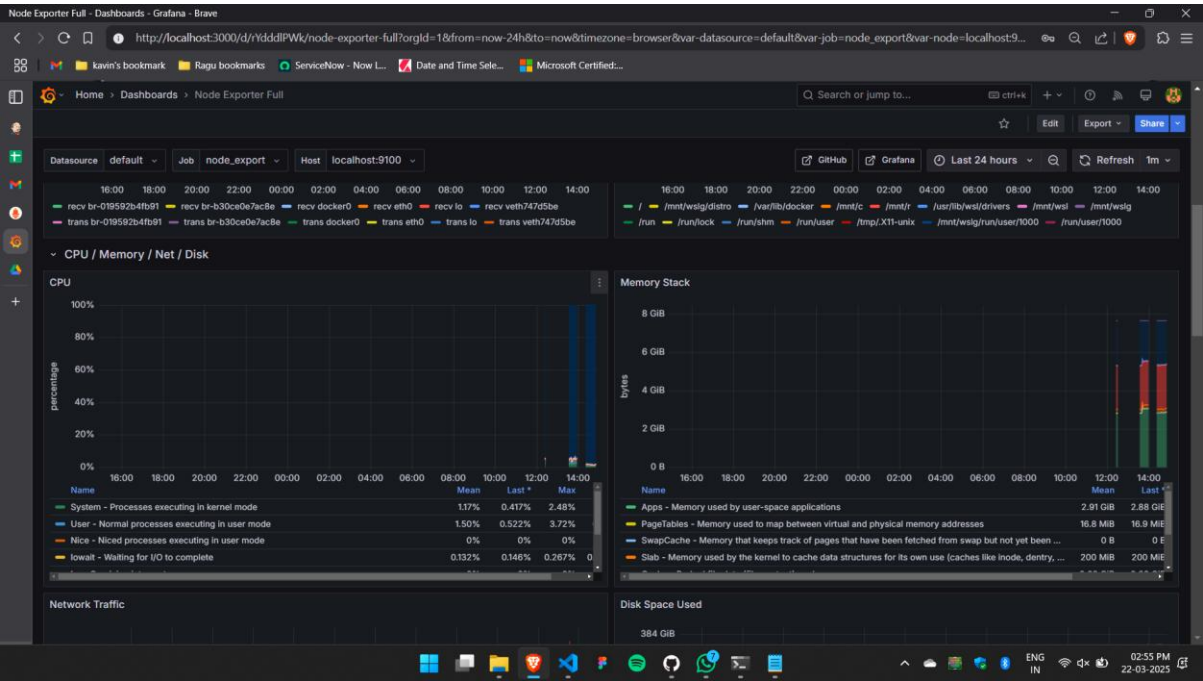 Node Exporter Full - Dashboards - Grafana - Brave
http://localhost:3000/d/rYdddlPWk/node-exporter-full?orgId=1&from=now-24h&to=now&timezone=browser&var-datasource=default&var-job=node_export&var-node=localhost:9...
kavin's bookmark Ragu bookmarks ServiceNow - Now L... Date and Time Sele... Microsoft Certified:...
Home › Dashboards › Node Exporter Full Search or jump to... ctrl+k
Edit Export Share
Datasource default Job node_export Host localhost:9100 GitHub Grafana Last 24 hours Refresh 1m
16:00 18:00 20:00 22:00 00:00 02:00 04:00 06:00 08:00 10:00 12:00 14:00
recv br-019592b4fb91 recv br-b30ce0e7ac8e recv docker0 recv eth0 recv lo recv veth747d5be
trans br-019592b4fb91 trans br-b30ce0e7ac8e trans docker0 trans eth0 trans lo trans veth747d5be
16:00 18:00 20:00 22:00 00:00 02:00 04:00 06:00 08:00 10:00 12:00 14:00
/ /mnt/wslg/distro /var/lib/docker /mnt/c /mnt/r /usr/lib/wsl/drivers /mnt/wsl /mnt/wslg
/run /run/lock /run/shm /run/user /tmp/.X11-unix /mnt/wslg/run/user/1000 /run/user/1000
CPU / Memory / Net / Disk
CPU
percentage
100%
80%
60%
40%
20%
0%
16:00 18:00 20:00 22:00 00:00 02:00 04:00 06:00 08:00 10:00 12:00 14:00
Name Mean Last * Max
System - Processes executing in kernel mode 1.17% 0.417% 2.48%
User - Normal processes executing in user mode 1.50% 0.522% 3.72%
Nice - Niced processes executing in user mode 0% 0% 0%
Iowait - Waiting for I/O to complete 0.132% 0.146% 0.267% 0
Memory Stack
bytes
8 GiB
6 GiB
4 GiB
2 GiB
0 B
16:00 18:00 20:00 22:00 00:00 02:00 04:00 06:00 08:00 10:00 12:00 14:00
Name Mean Last *
Apps - Memory used by user-space applications 2.91 GiB 2.88 GiB
PageTables - Memory used to map between virtual and physical memory addresses 16.8 MiB 16.9 MiB
SwapCache - Memory that keeps track of pages that have been fetched from swap but not yet been ... 0 B 0 B
Slab - Memory used by the kernel to cache data structures for its own use (caches like inode, dentry, ... 200 MiB 200 MiB
Network Traffic
Disk Space Used
384 GiB
7
ENG
IN
02:55 PM
22-03-2025